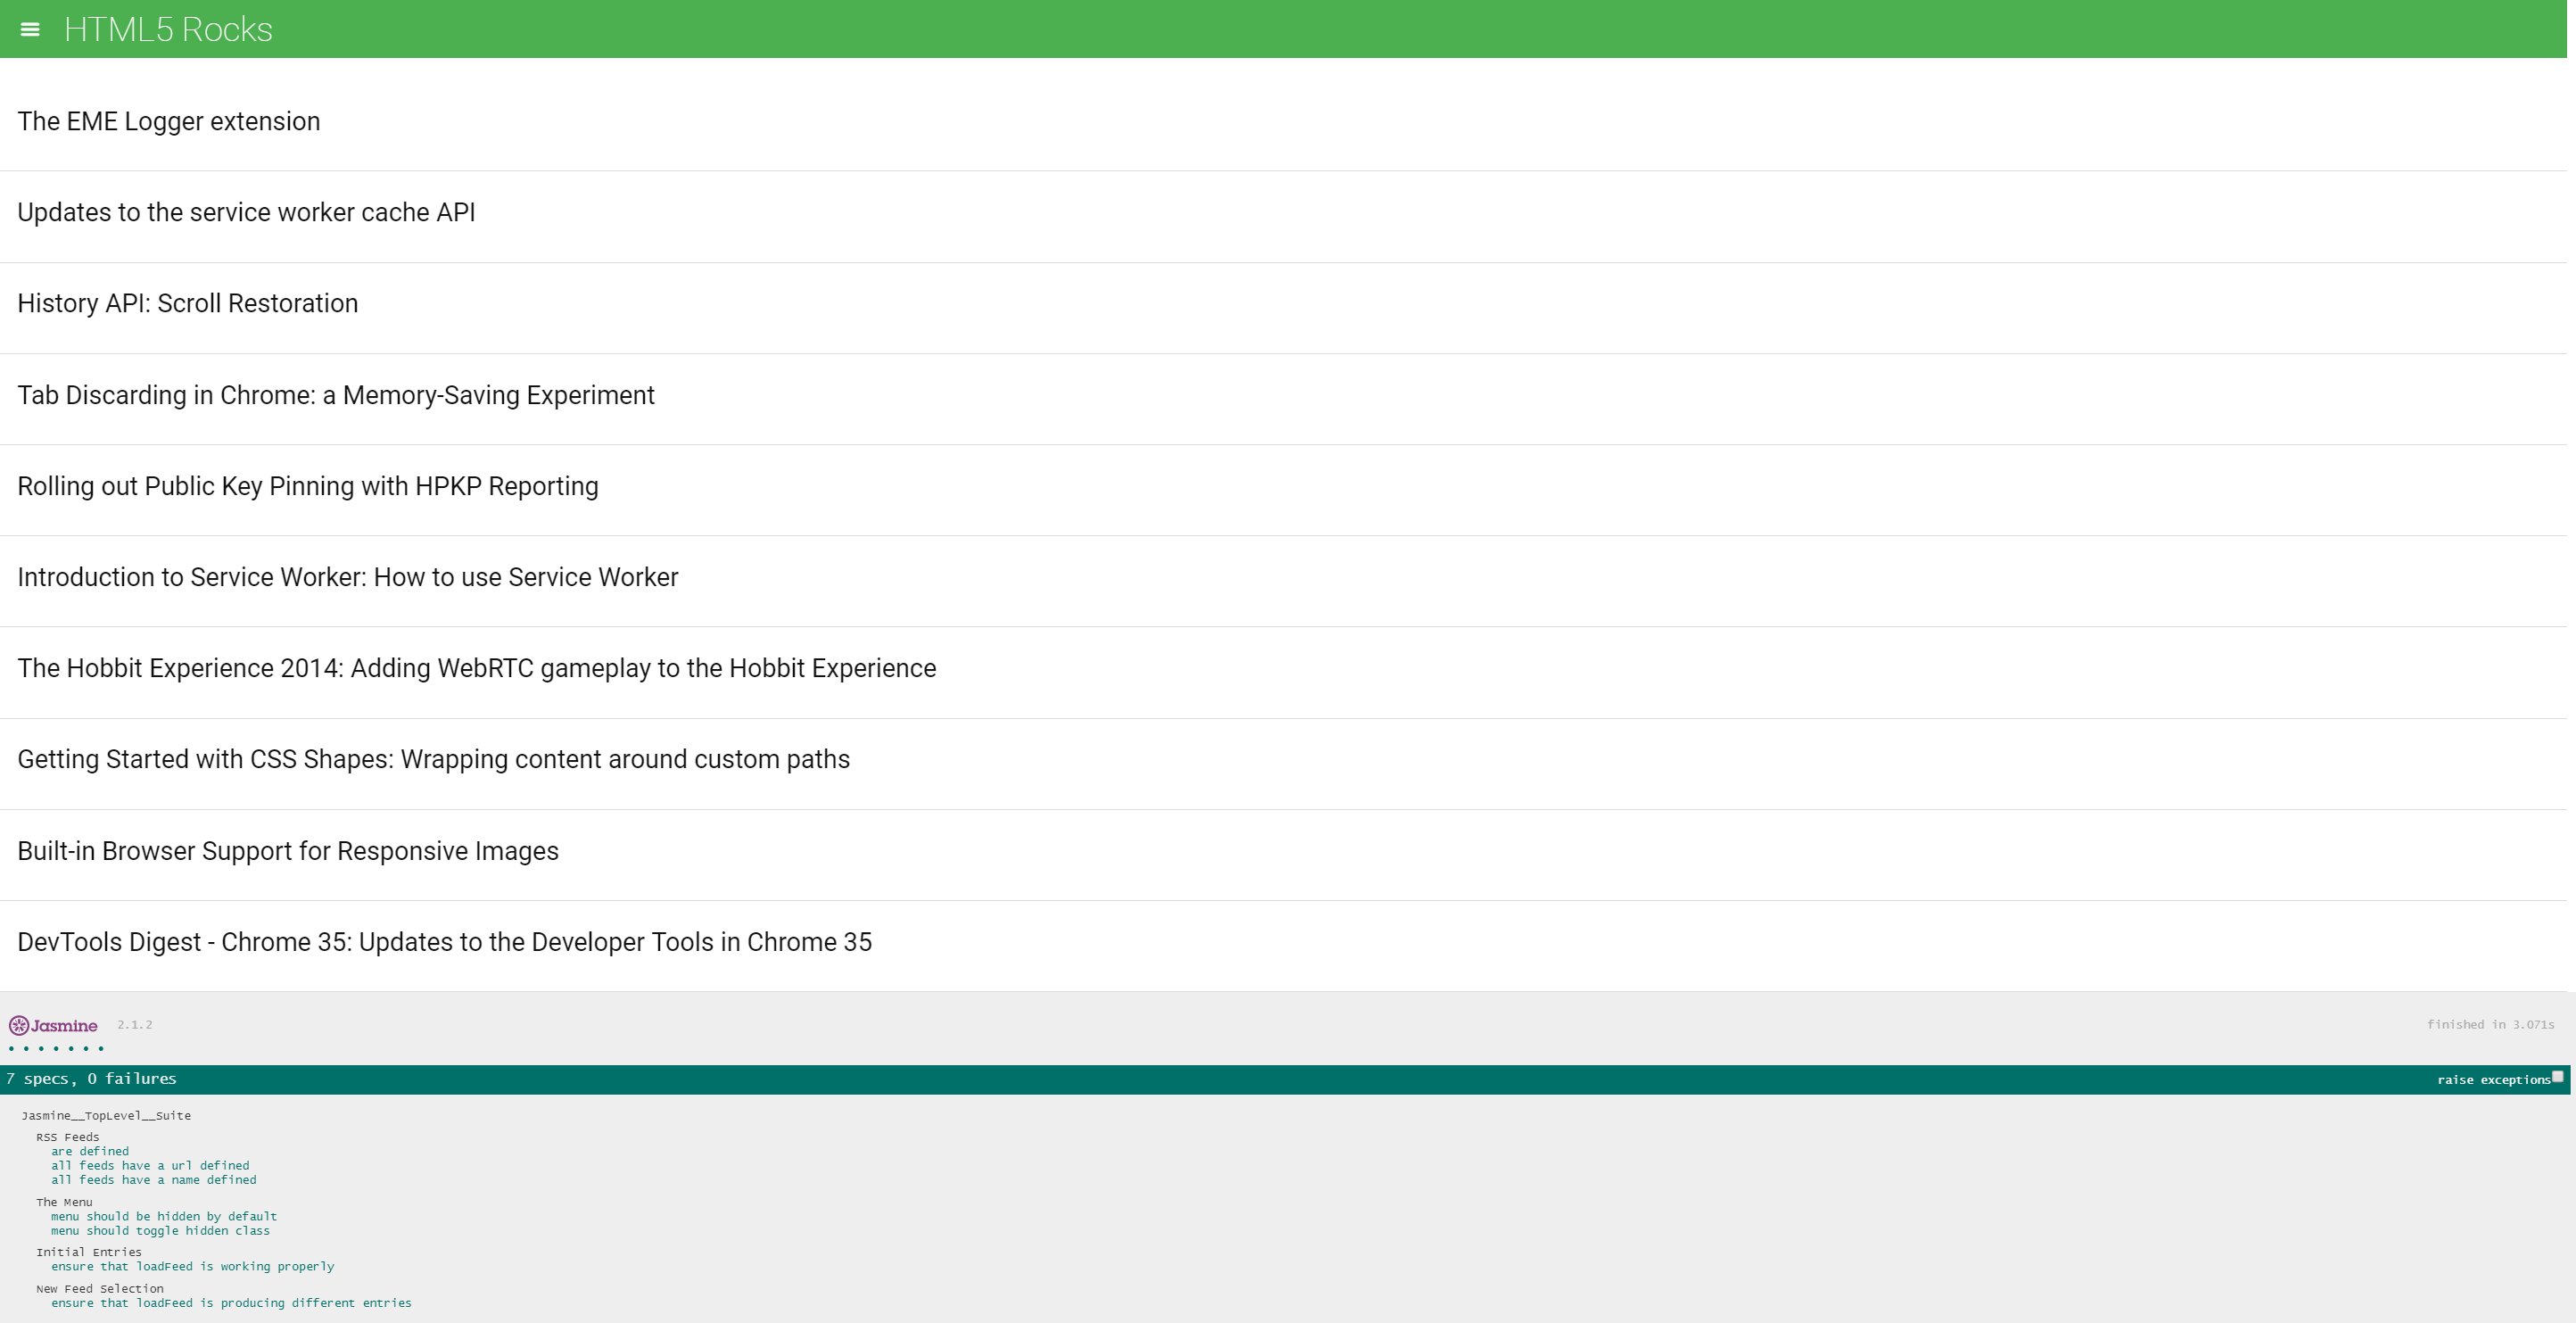 HTML5 Rocks
The EME Logger extension
Updates to the service worker cache API
History API: Scroll Restoration
Tab Discarding in Chrome: a Memory-Saving Experiment
Rolling out Public Key Pinning with HPKP Reporting
Introduction to Service Worker: How to use Service Worker
The Hobbit Experience 2014: Adding WebRTC gameplay to the Hobbit Experience
Getting Started with CSS Shapes: Wrapping content around custom paths
Built-in Browser Support for Responsive Images
DevTools Digest - Chrome 35: Updates to the Developer Tools in Chrome 35
Jasmine 2.1.2 finished in 3.071s
7 specs, 0 failures raise exceptions
Jasmine__TopLevel__Suite
RSS Feeds
are defined
all feeds have a url defined
all feeds have a name defined
The Menu
menu should be hidden by default
menu should toggle hidden class
Initial Entries
ensure that loadFeed is working properly
New Feed Selection
ensure that loadFeed is producing different entries